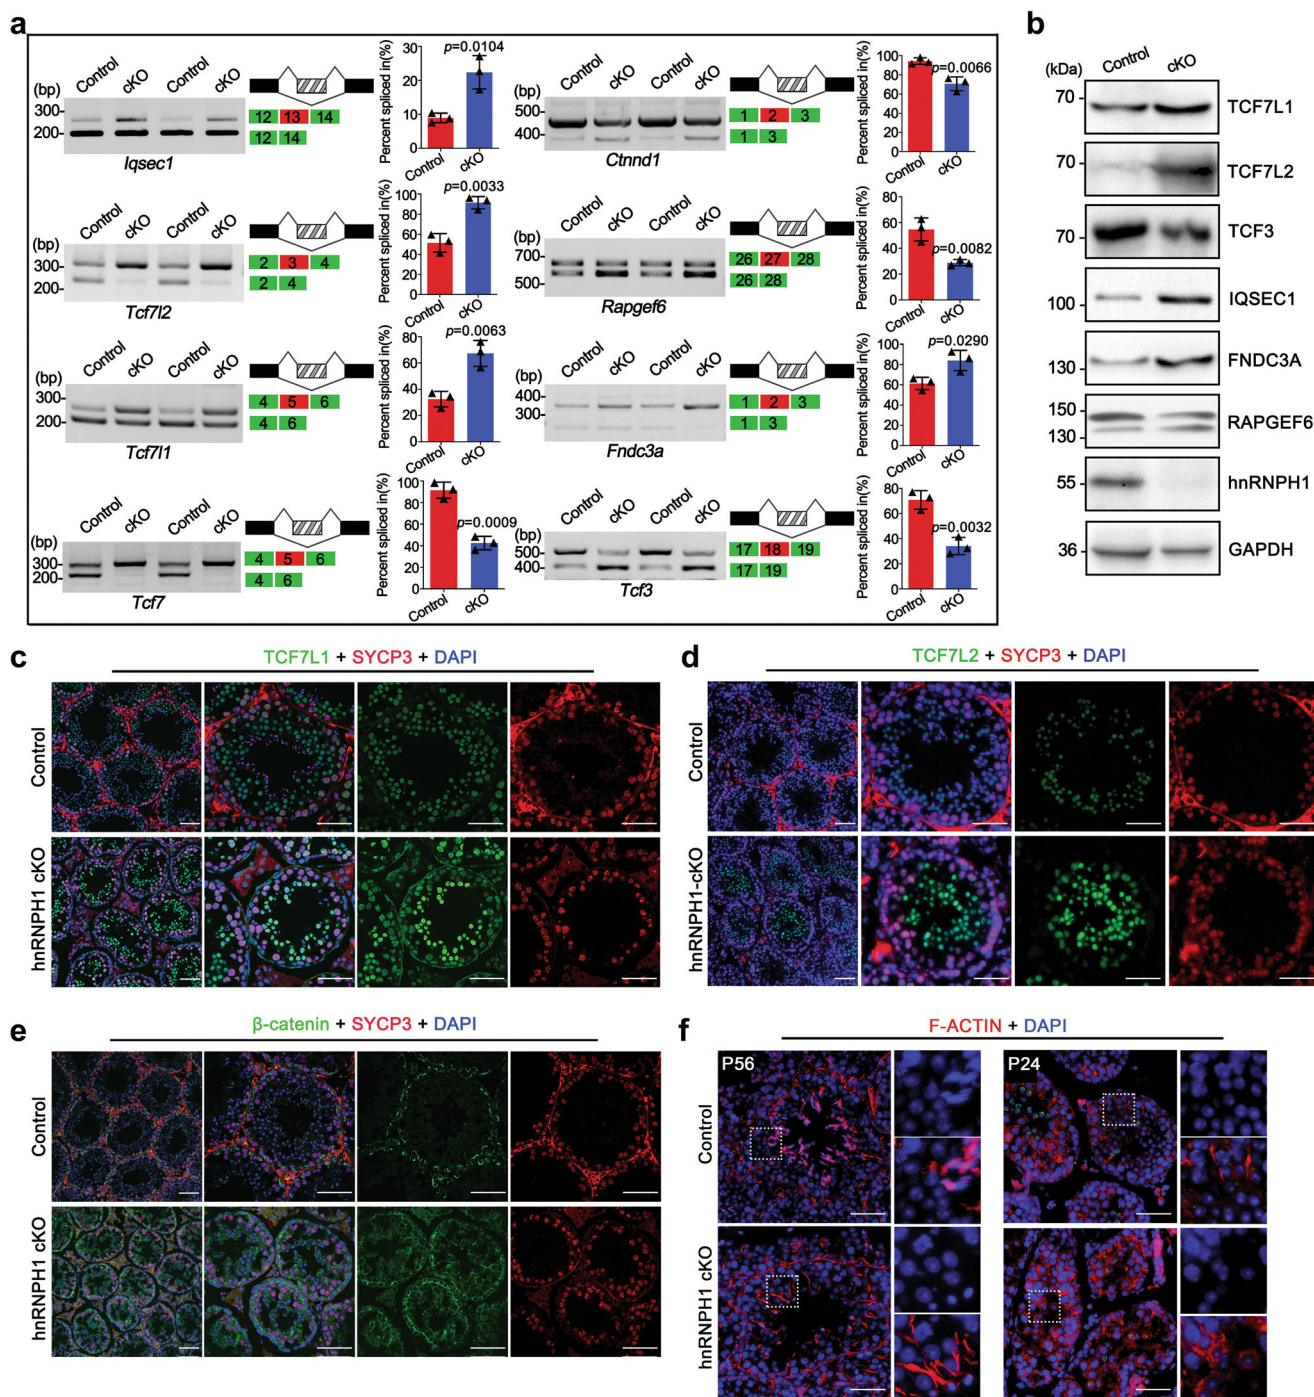 a
(bp)
300
200
Control
cKO
Control
cKO
Iqsec1
12 13 14
12 14
Percent spliced in(%)
30
20
10
0
p=0.0104
Control
cKO
(bp)
500
400
Control
cKO
Control
cKO
Ctnnd1
1 2 3
1 3
Percent spliced in(%)
100
80
60
40
20
0
p=0.0066
Control
cKO
(bp)
300
200
Control
cKO
Control
cKO
Tcf7l2
2 3 4
2 4
Percent spliced in(%)
100
80
60
40
20
0
p=0.0033
Control
cKO
(bp)
700
500
Control
cKO
Control
cKO
Rapgef6
26 27 28
26 28
Percent spliced in(%)
80
60
40
20
0
p=0.0082
Control
cKO
(bp)
300
200
Control
cKO
Control
cKO
Tcf7l1
4 5 6
4 6
Percent spliced in(%)
80
60
40
20
0
p=0.0063
Control
cKO
(bp)
400
300
Control
cKO
Control
cKO
Fndc3a
1 2 3
1 3
Percent spliced in(%)
100
80
60
40
20
0
p=0.0290
Control
cKO
(bp)
300
200
Control
cKO
Control
cKO
Tcf7
4 5 6
4 6
Percent spliced in(%)
100
80
60
40
20
0
p=0.0009
Control
cKO
(bp)
500
400
Control
cKO
Control
cKO
Tcf3
17 18 19
17 19
Percent spliced in(%)
80
60
40
20
0
p=0.0032
Control
cKO
b
(kDa)
Control
cKO
70
TCF7L1
70
TCF7L2
70
TCF3
100
IQSEC1
130
FNDC3A
150
130
RAPGEF6
55
hnRNPH1
36
GAPDH
c
TCF7L1 + SYCP3 + DAPI
Control
hnRNPH1 cKO
d
TCF7L2 + SYCP3 + DAPI
Control
hnRNPH1-cKO
e
β-catenin + SYCP3 + DAPI
Control
hnRNPH1 cKO
f
F-ACTIN + DAPI
P56
P24
Control
hnRNPH1 cKO